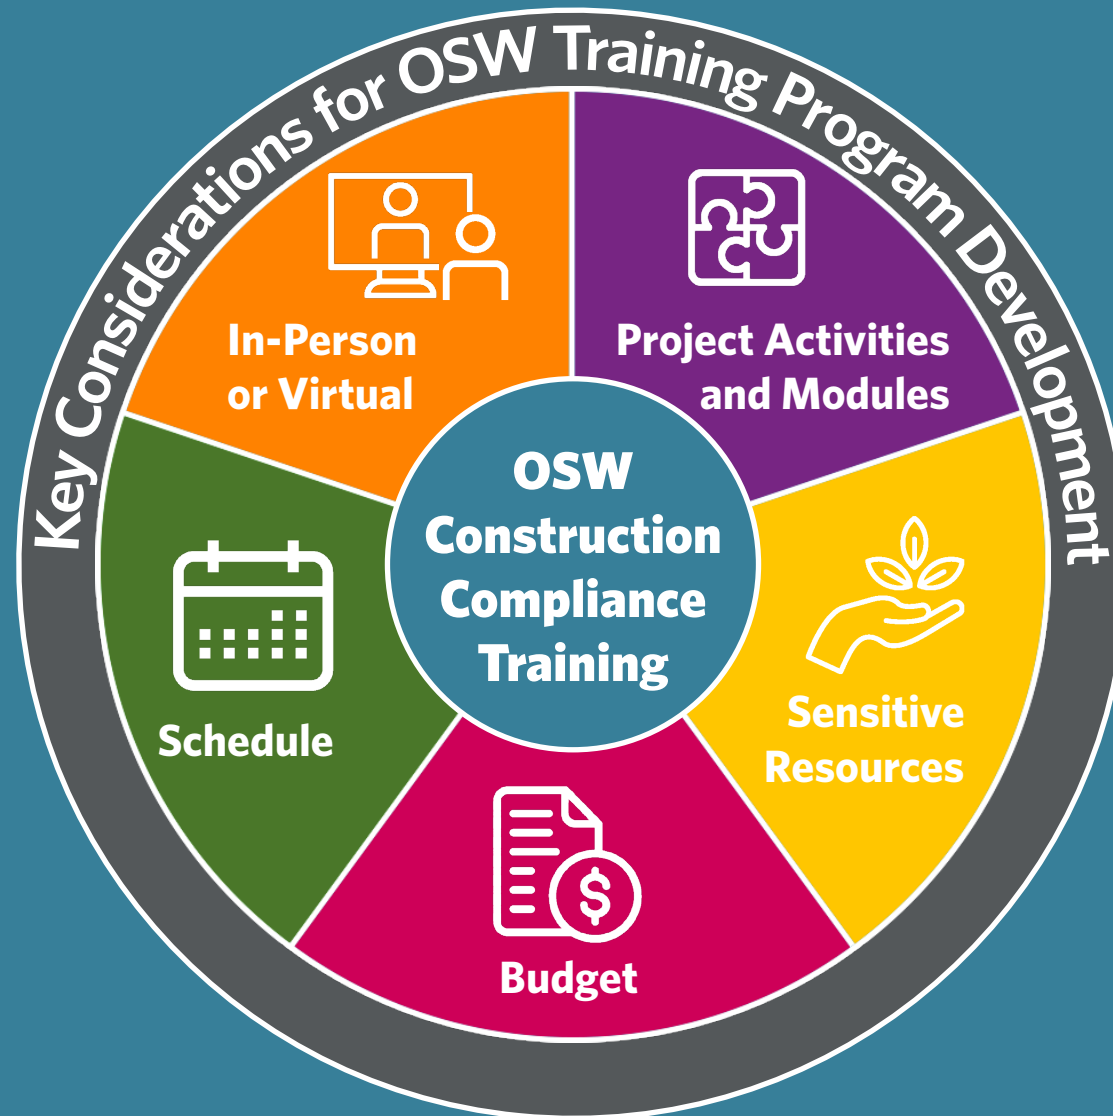 Key Considerations for OSW Training Program Development
In-Person
or Virtual
Project Activities
and Modules
OSW
Construction
Compliance
Training
Schedule
Sensitive
Resources
$
Budget